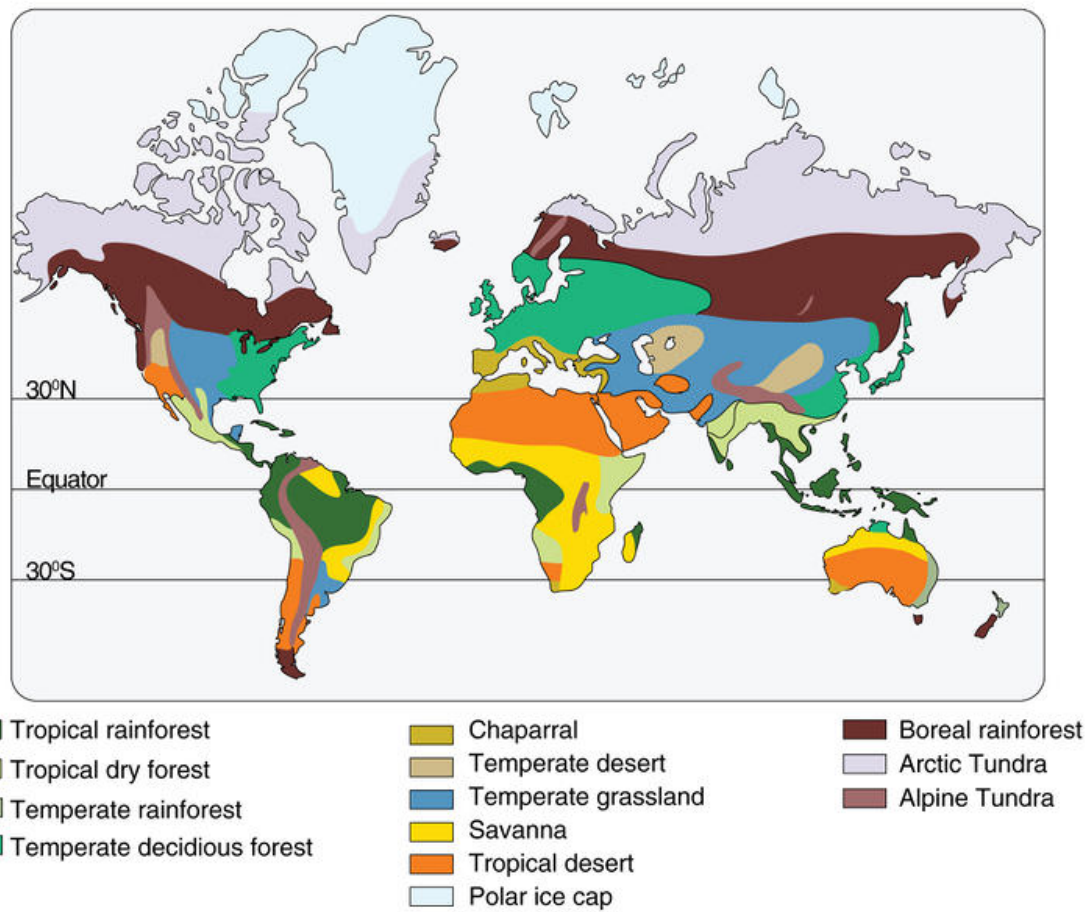 30⁰N
Equator
30⁰S
Tropical rainforest
Tropical dry forest
Temperate rainforest
Temperate decidious forest
Chaparral
Temperate desert
Temperate grassland
Savanna
Tropical desert
Polar ice cap
Boreal rainforest
Arctic Tundra
Alpine Tundra